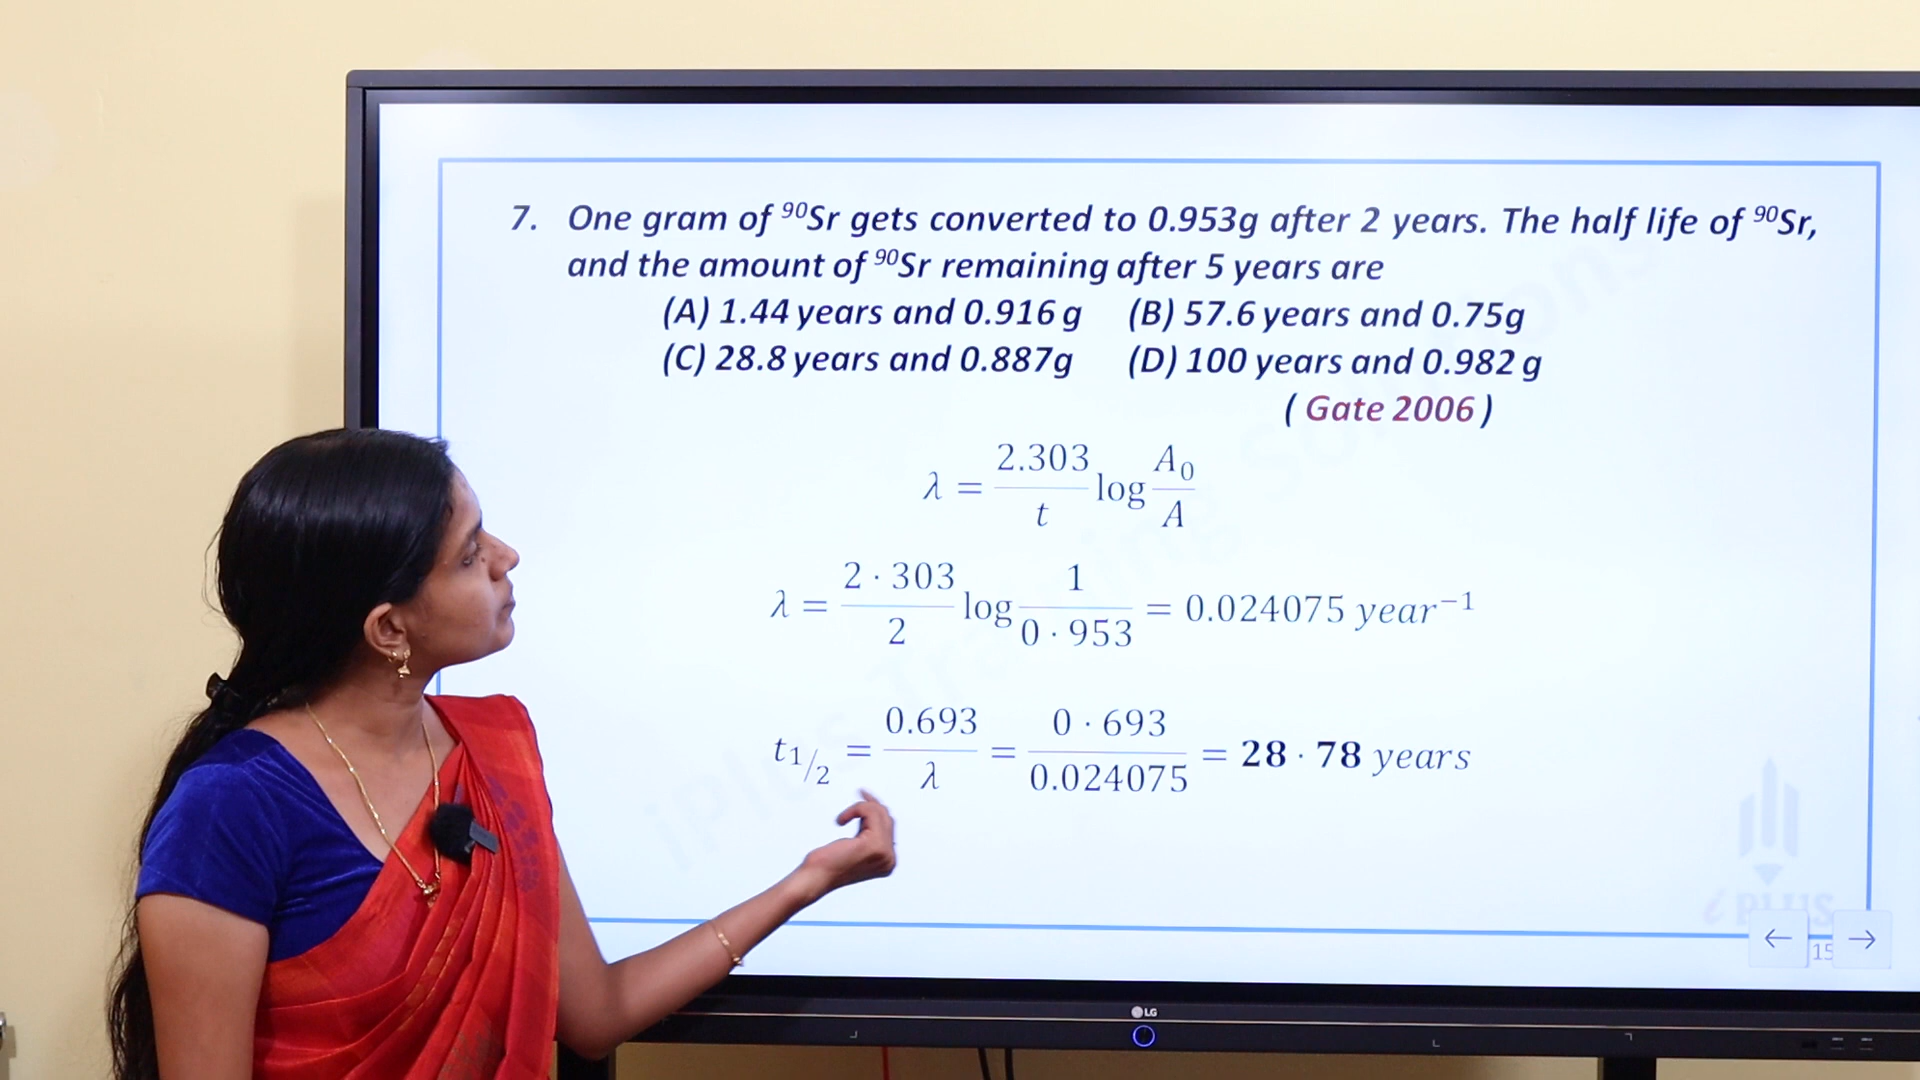 7. One gram of ⁹⁰Sr gets converted to 0.953g after 2 years. The half life of ⁹⁰Sr,
and the amount of ⁹⁰Sr remaining after 5 years are
(A) 1.44 years and 0.916 g (B) 57.6 years and 0.75g
(C) 28.8 years and 0.887g (D) 100 years and 0.982 g
( Gate 2006 )
λ = 2.303/t log A₀/A
λ = 2·303/2 log 1/0·953 = 0.024075 year⁻¹
t₁/₂ = 0.693/λ = 0·693/0.024075 = 28·78 years
iPlus Training Solutions
i PLUS
← 15 →
LG